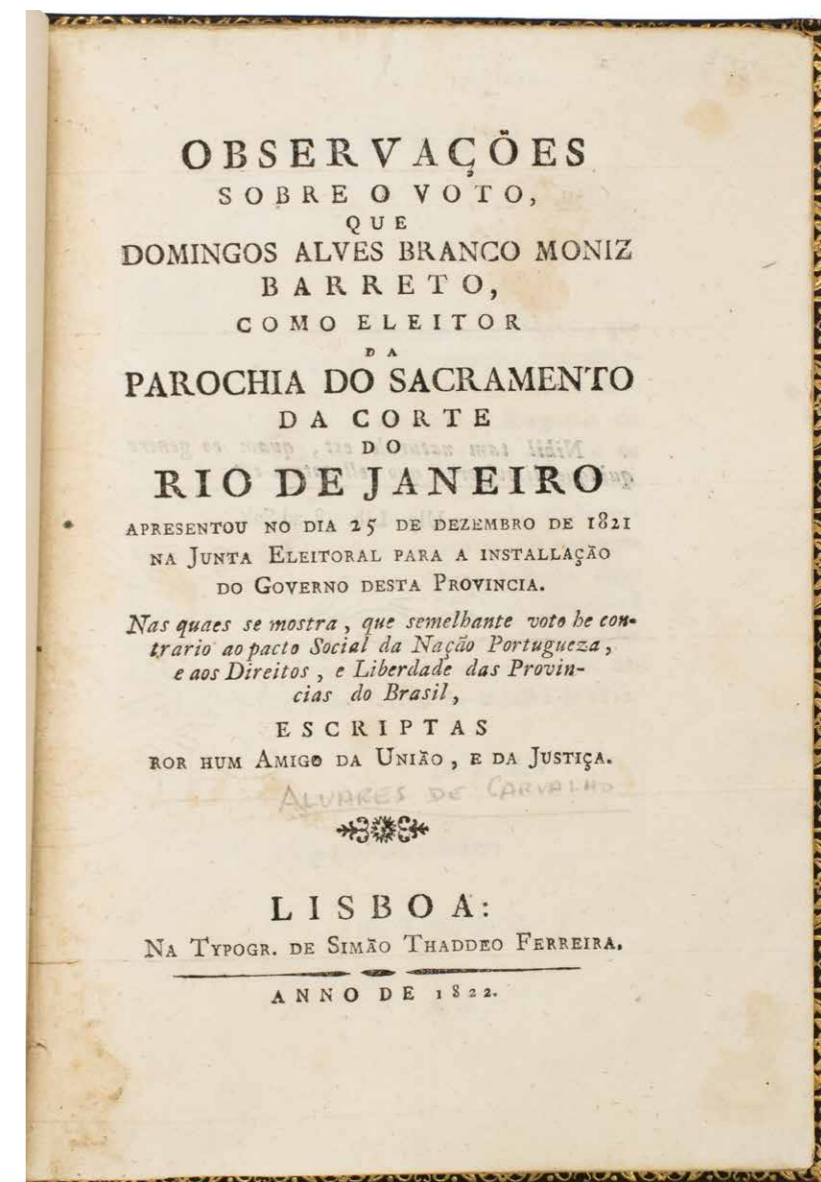 OBSERVAÇÕES
SOBRE O VOTO,
QUE
DOMINGOS ALVES BRANCO MONIZ
BARRETO,
COMO ELEITOR
DA
PAROCHIA DO SACRAMENTO
DA CORTE
DO
RIO DE JANEIRO
APRESENTOU NO DIA 25 DE DEZEMBRO DE 1821
NA JUNTA ELEITORAL PARA A INSTALLAÇÃO
DO GOVERNO DESTA PROVINCIA.
Nas quaes se mostra, que semelhante voto he con-
trario ao pacto Social da Nação Portugueza,
e aos Direitos, e Liberdade das Provin-
cias do Brasil,
ESCRIPTAS
POR HUM AMIGO DA UNIÃO, E DA JUSTIÇA.
ALVARES DE CARVALHO
LISBOA:
NA TYPOGR. DE SIMÃO THADDEO FERREIRA.
ANNO DE 1822.